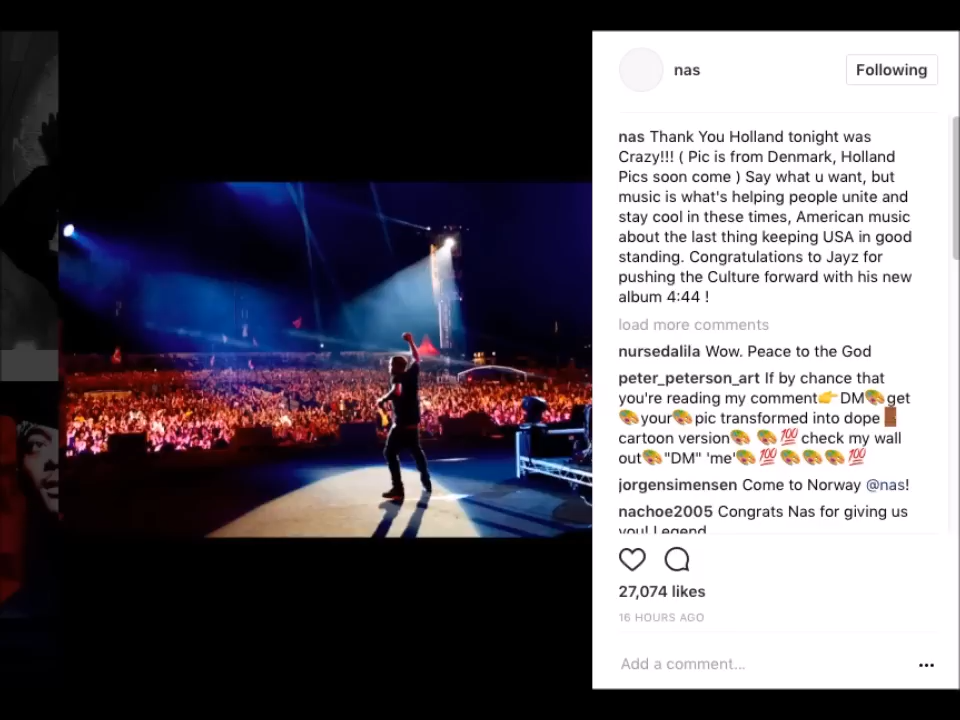 nas
Following
nas Thank You Holland tonight was
Crazy!!! ( Pic is from Denmark, Holland
Pics soon come ) Say what u want, but
music is what's helping people unite and
stay cool in these times, American music
about the last thing keeping USA in good
standing. Congratulations to Jayz for
pushing the Culture forward with his new
album 4:44 !
load more comments
nursedalila Wow. Peace to the God
peter_peterson_art If by chance that
you're reading my comment👉DM🎨get
🎨your🎨pic transformed into dope🚪
cartoon version🎨 🎨💯check my wall
out🎨"DM" 'me'🎨💯🎨🎨🎨💯
jorgensimensen Come to Norway @nas!
nachoe2005 Congrats Nas for giving us
you! Legend
27,074 likes
16 HOURS AGO
Add a comment...